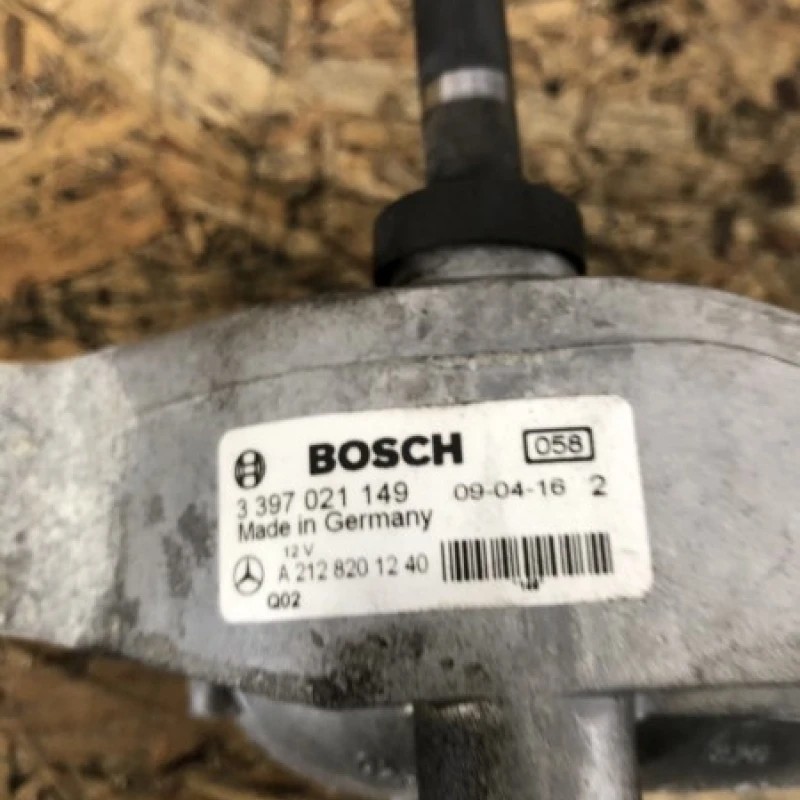 BOSCH 058
3 397 021 149 09-04-16 2
Made in Germany
12 V
A 212 820 12 40
Q02